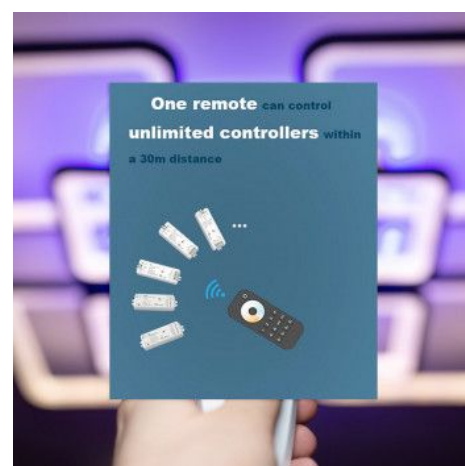 One remote can control
unlimited controllers within
a 30m distance
...